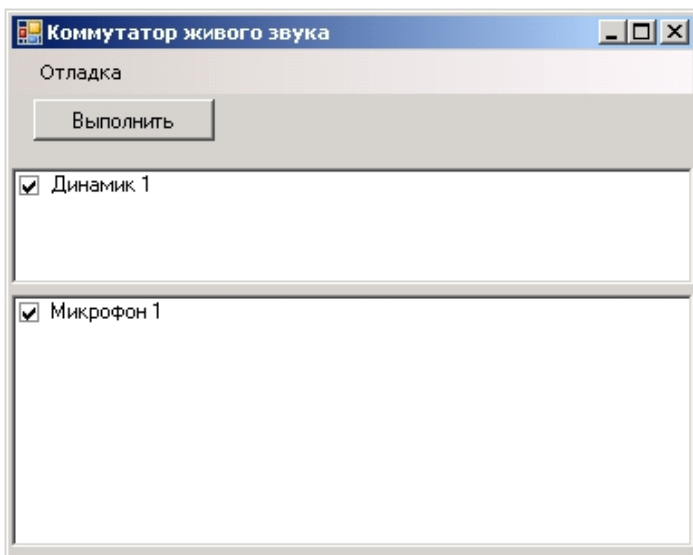 Коммутатор живого звука
Отладка
Выполнить
Динамик 1
Микрофон 1